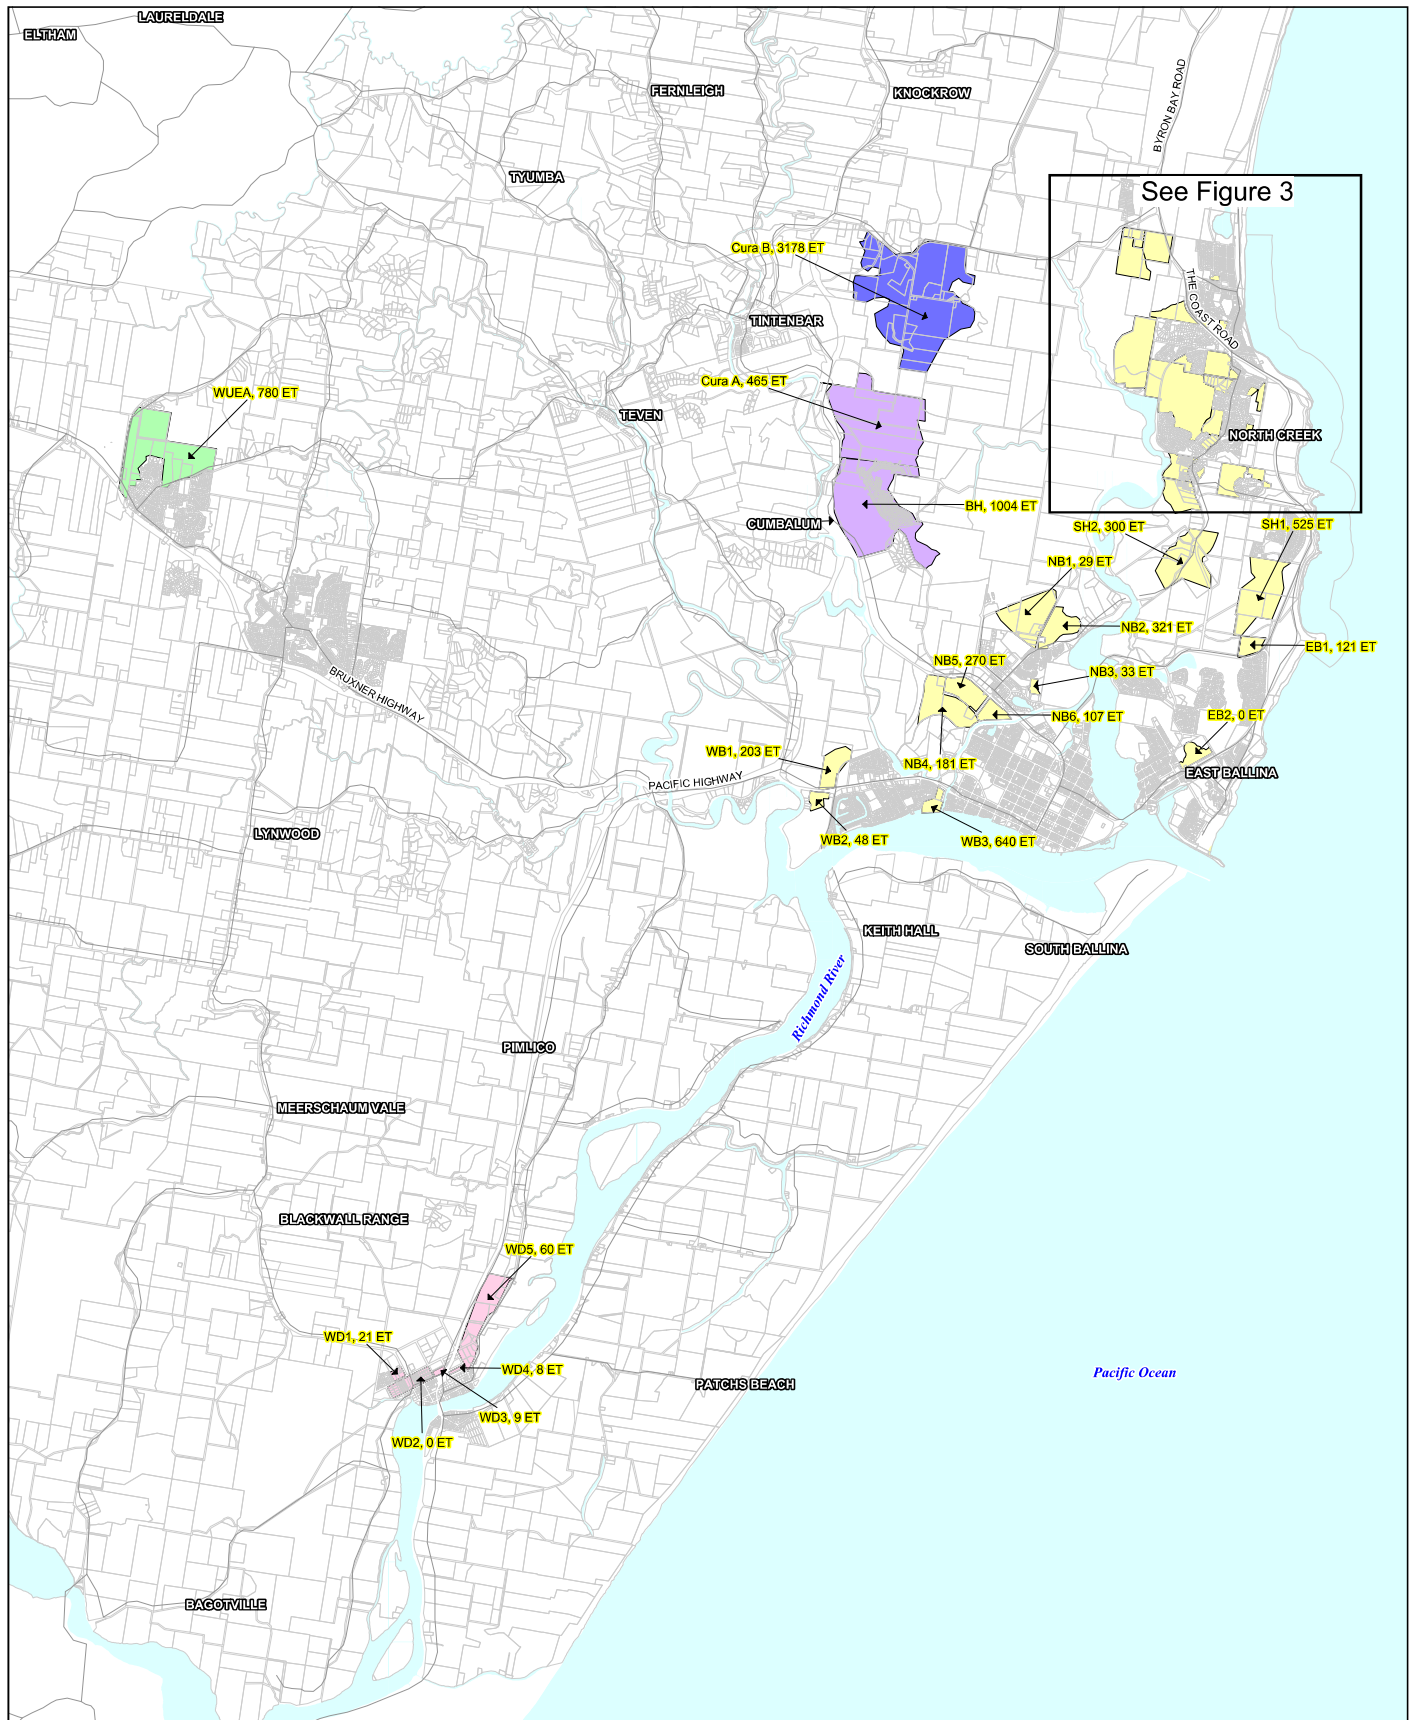 LAURELDALE
ELTHAM
FERNLEIGH
KNOCKROW
BYRON BAY ROAD
TYUMBA
See Figure 3
Cura B, 3178 ET
THE COAST ROAD
TINTENBAR
Cura A, 465 ET
WUEA, 780 ET
TEVEN
NORTH CREEK
BH, 1004 ET
CUMBALUM
SH2, 300 ET
SH1, 525 ET
NB1, 29 ET
NB2, 321 ET
EB1, 121 ET
NB5, 270 ET
NB3, 33 ET
BRUXNER HIGHWAY
NB6, 107 ET
EB2, 0 ET
WB1, 203 ET
NB4, 181 ET
EAST BALLINA
PACIFIC HIGHWAY
LYNWOOD
WB2, 48 ET
WB3, 640 ET
KEITH HALL
SOUTH BALLINA
Richmond River
PIMLICO
MEERSCHAUM VALE
BLACKWALL RANGE
WD5, 60 ET
WD1, 21 ET
WD4, 8 ET
Pacific Ocean
PATCHS BEACH
WD3, 9 ET
WD2, 0 ET
BAGOTVILLE